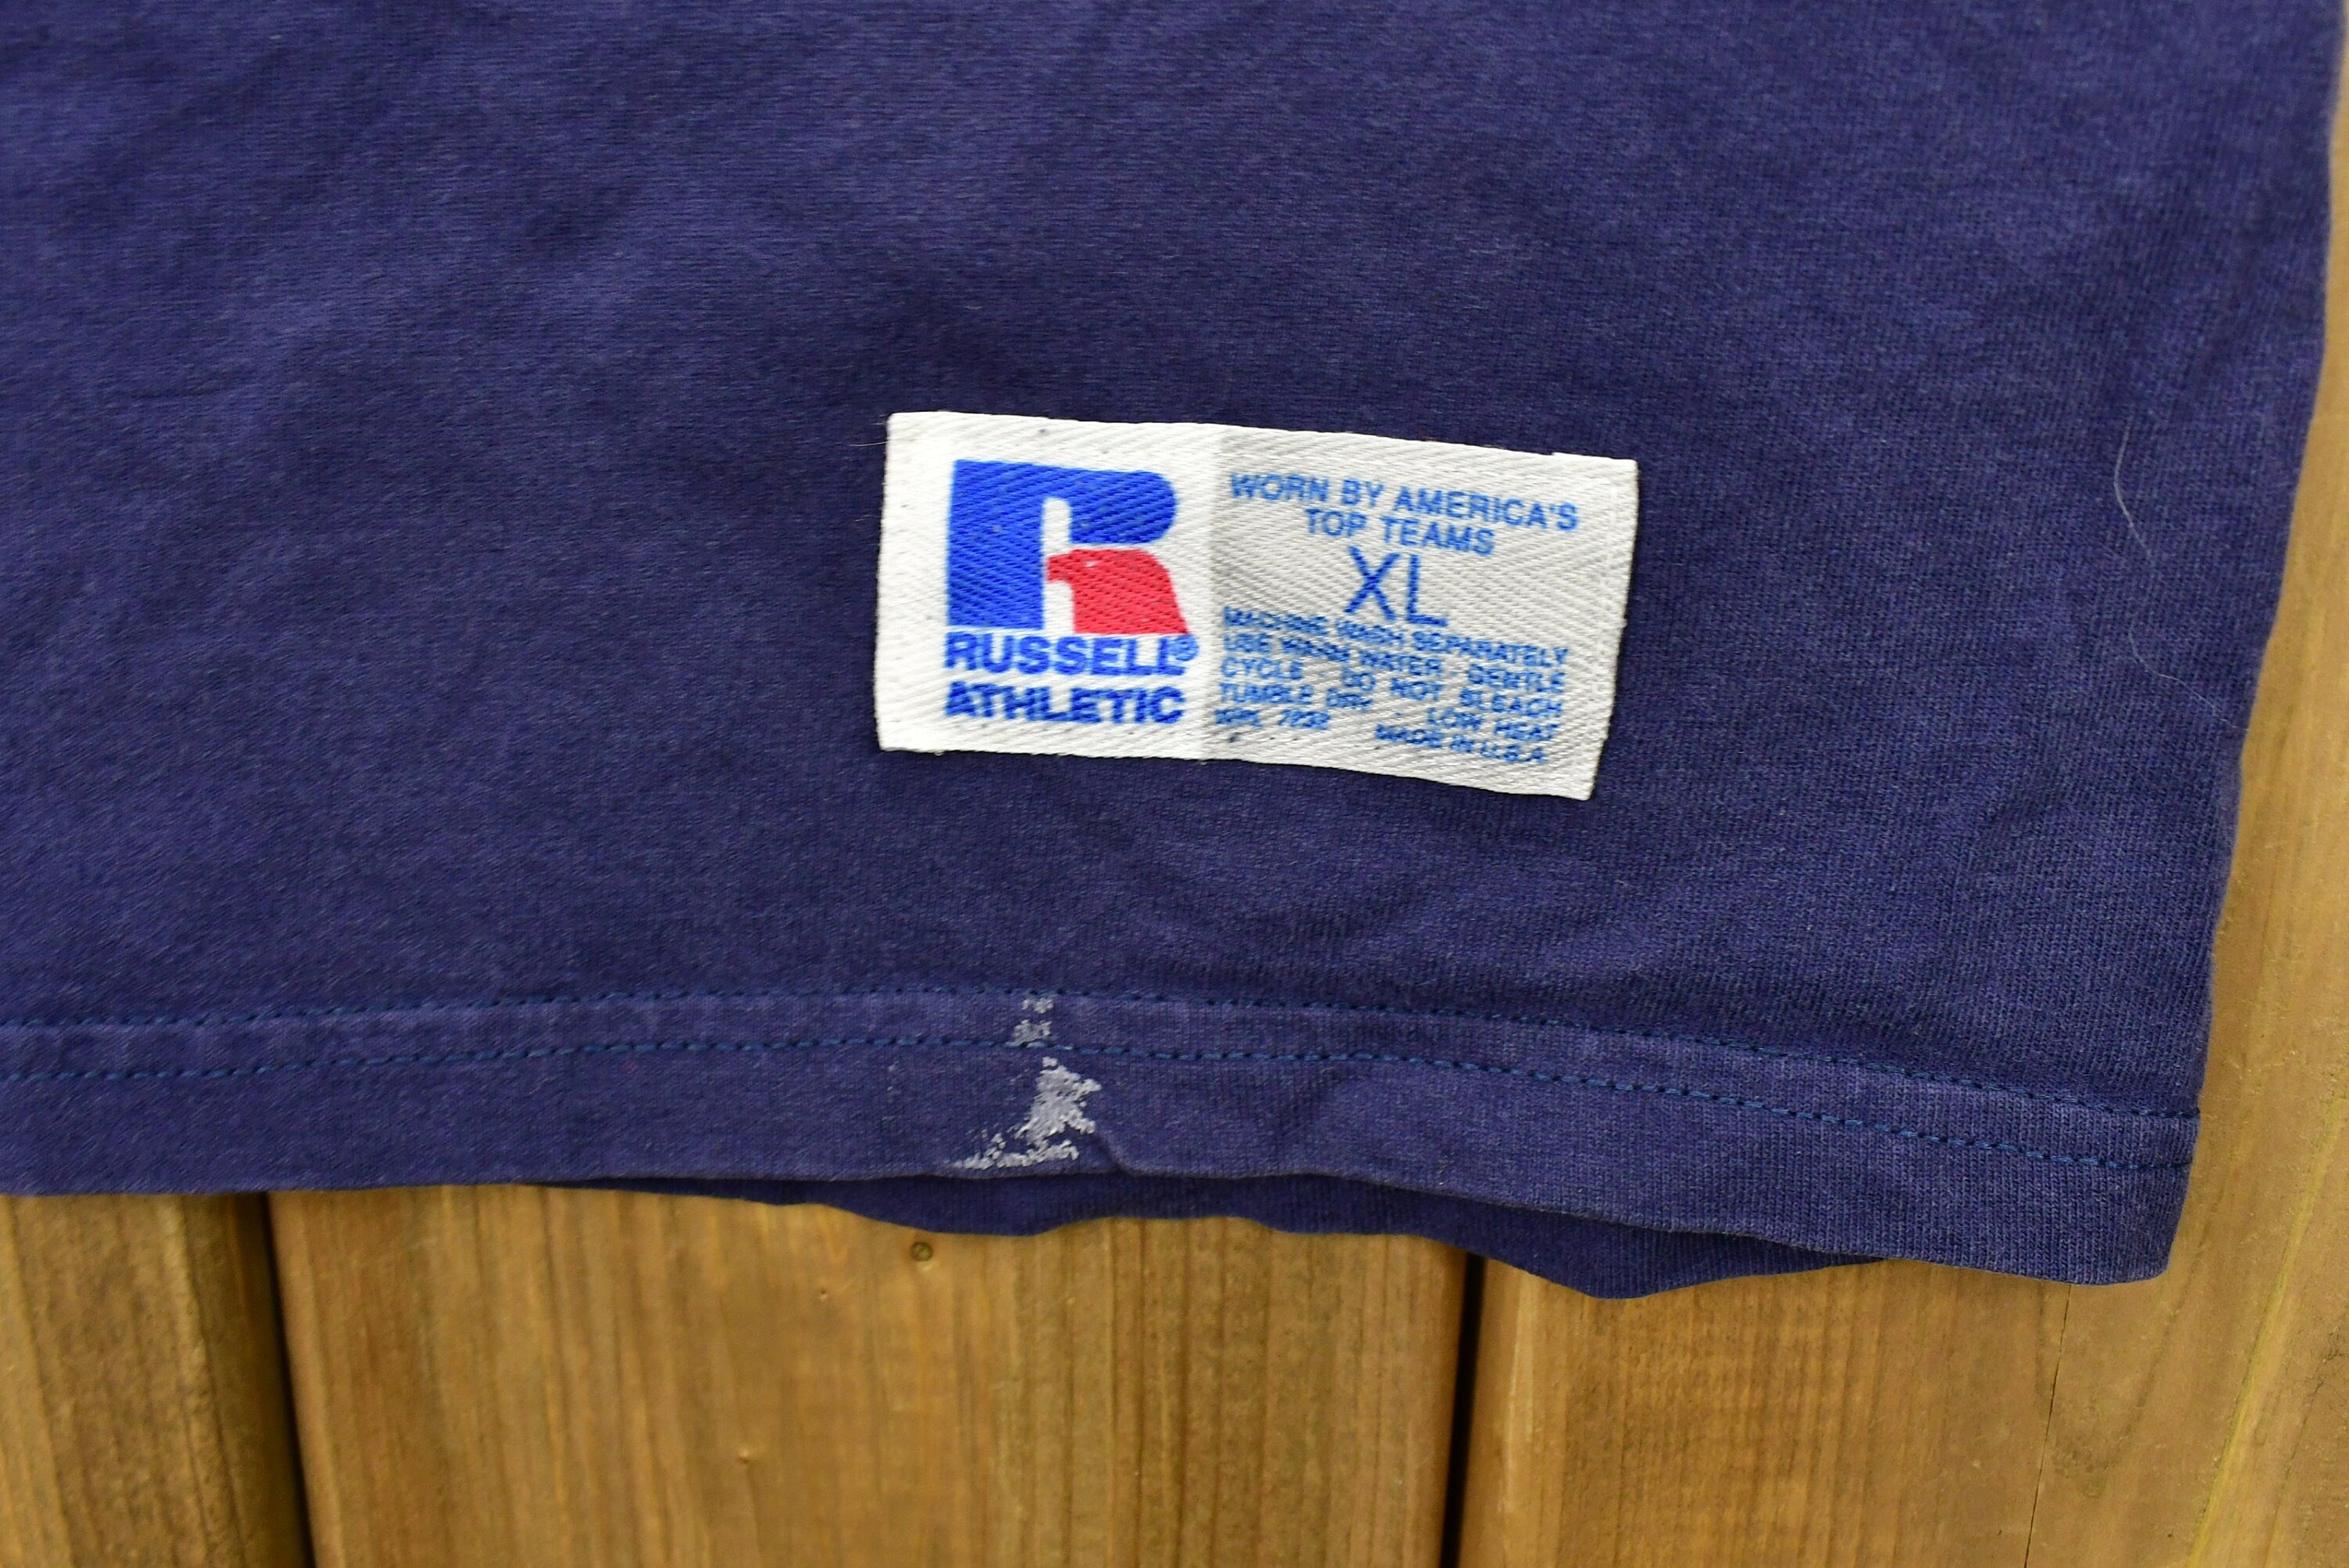 RUSSELL®
ATHLETIC
WORN BY AMERICA'S
TOP TEAMS
XL
MACHINE WASH SEPARATELY
USE WARM WATER GENTLE
CYCLE DO NOT BLEACH
TUMBLE DRY LOW HEAT
MADE IN U.S.A.